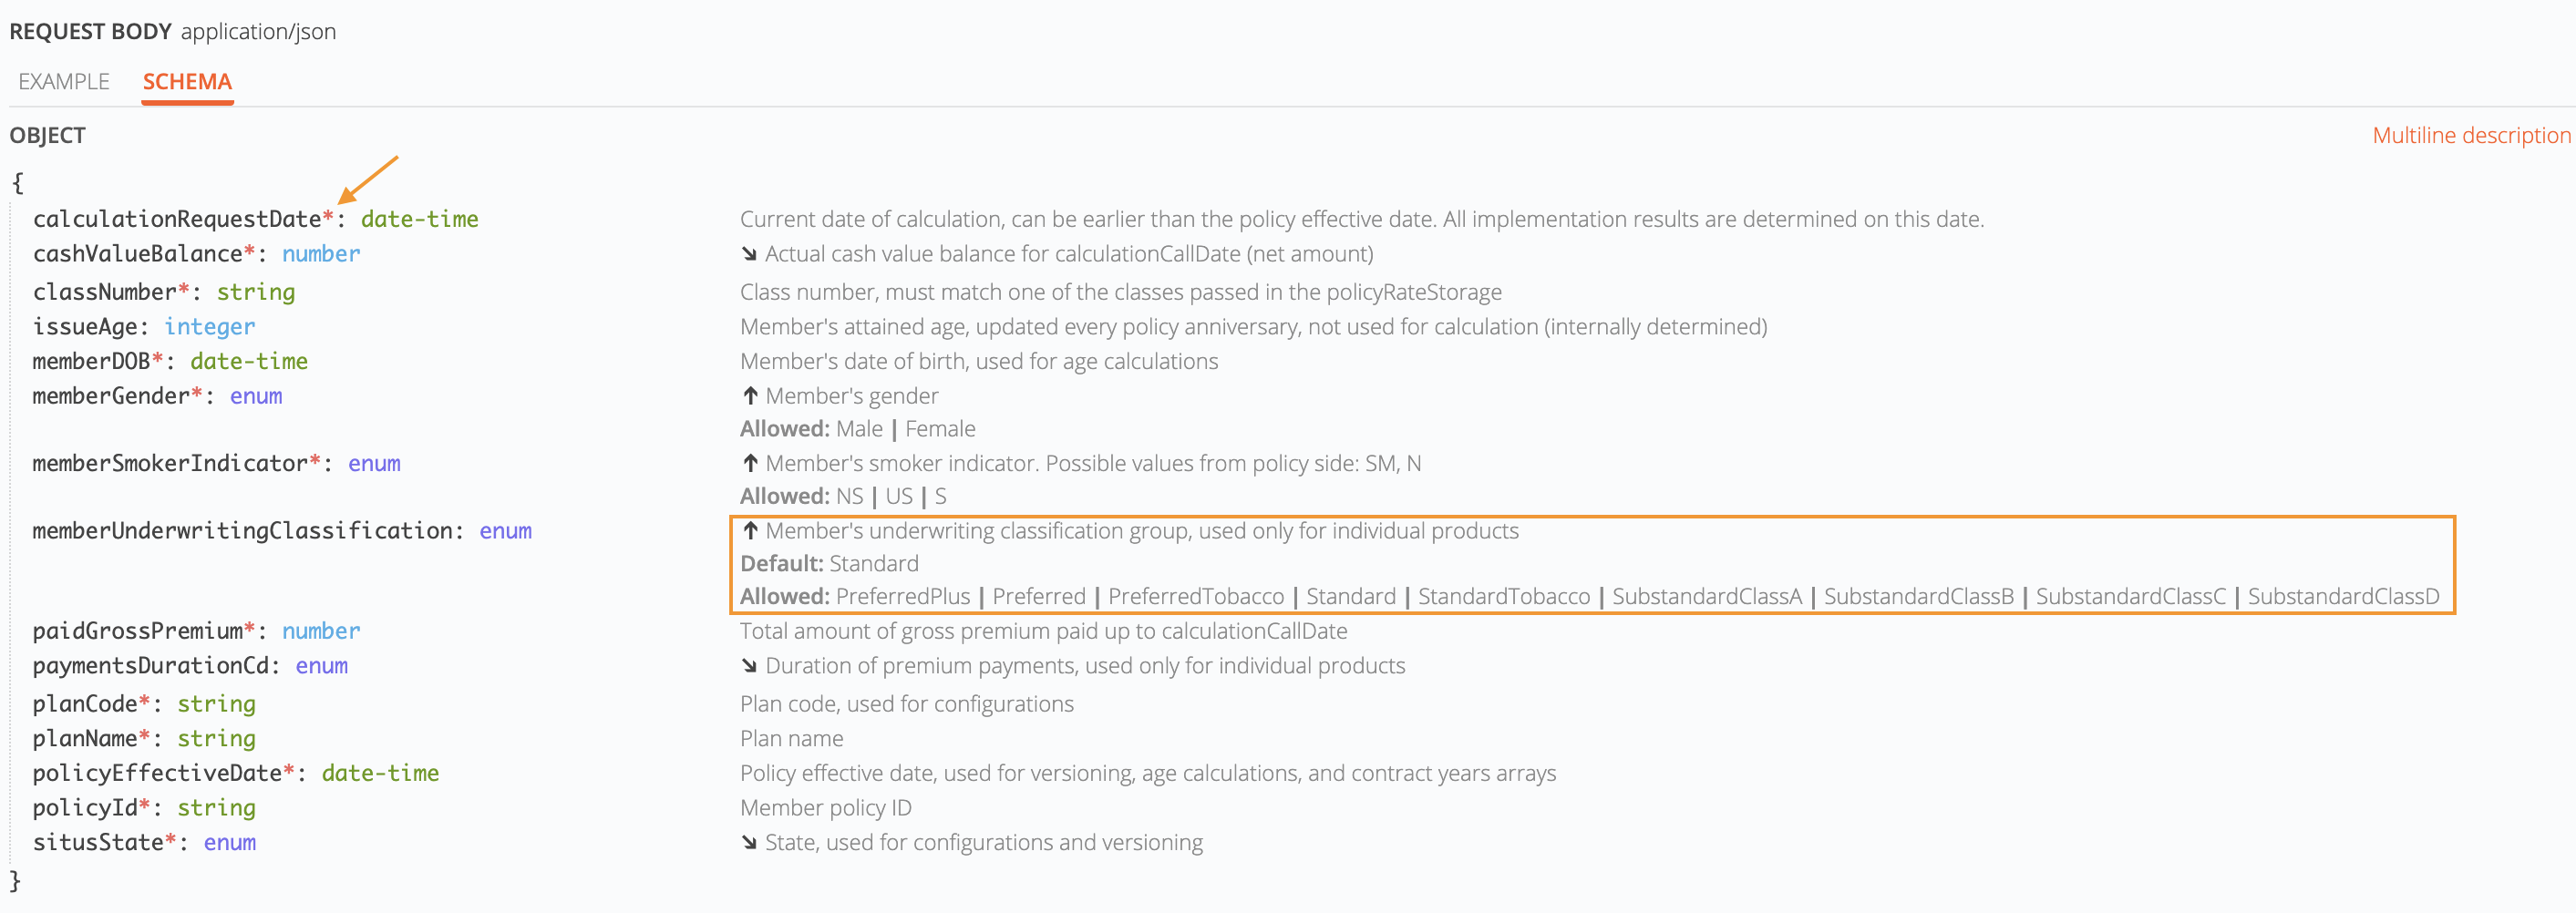 REQUEST BODY application/json
EXAMPLE SCHEMA
OBJECT Multiline description
{
calculationRequestDate*: date-time Current date of calculation, can be earlier than the policy effective date. All implementation results are determined on this date.
cashValueBalance*: number ↘ Actual cash value balance for calculationCallDate (net amount)
classNumber*: string Class number, must match one of the classes passed in the policyRateStorage
issueAge: integer Member's attained age, updated every policy anniversary, not used for calculation (internally determined)
memberDOB*: date-time Member's date of birth, used for age calculations
memberGender*: enum ↑ Member's gender
Allowed: Male | Female
memberSmokerIndicator*: enum ↑ Member's smoker indicator. Possible values from policy side: SM, N
Allowed: NS | US | S
memberUnderwritingClassification: enum ↑ Member's underwriting classification group, used only for individual products
Default: Standard
Allowed: PreferredPlus | Preferred | PreferredTobacco | Standard | StandardTobacco | SubstandardClassA | SubstandardClassB | SubstandardClassC | SubstandardClassD
paidGrossPremium*: number Total amount of gross premium paid up to calculationCallDate
paymentsDurationCd: enum ↘ Duration of premium payments, used only for individual products
planCode*: string Plan code, used for configurations
planName*: string Plan name
policyEffectiveDate*: date-time Policy effective date, used for versioning, age calculations, and contract years arrays
policyId*: string Member policy ID
situsState*: enum ↘ State, used for configurations and versioning
}